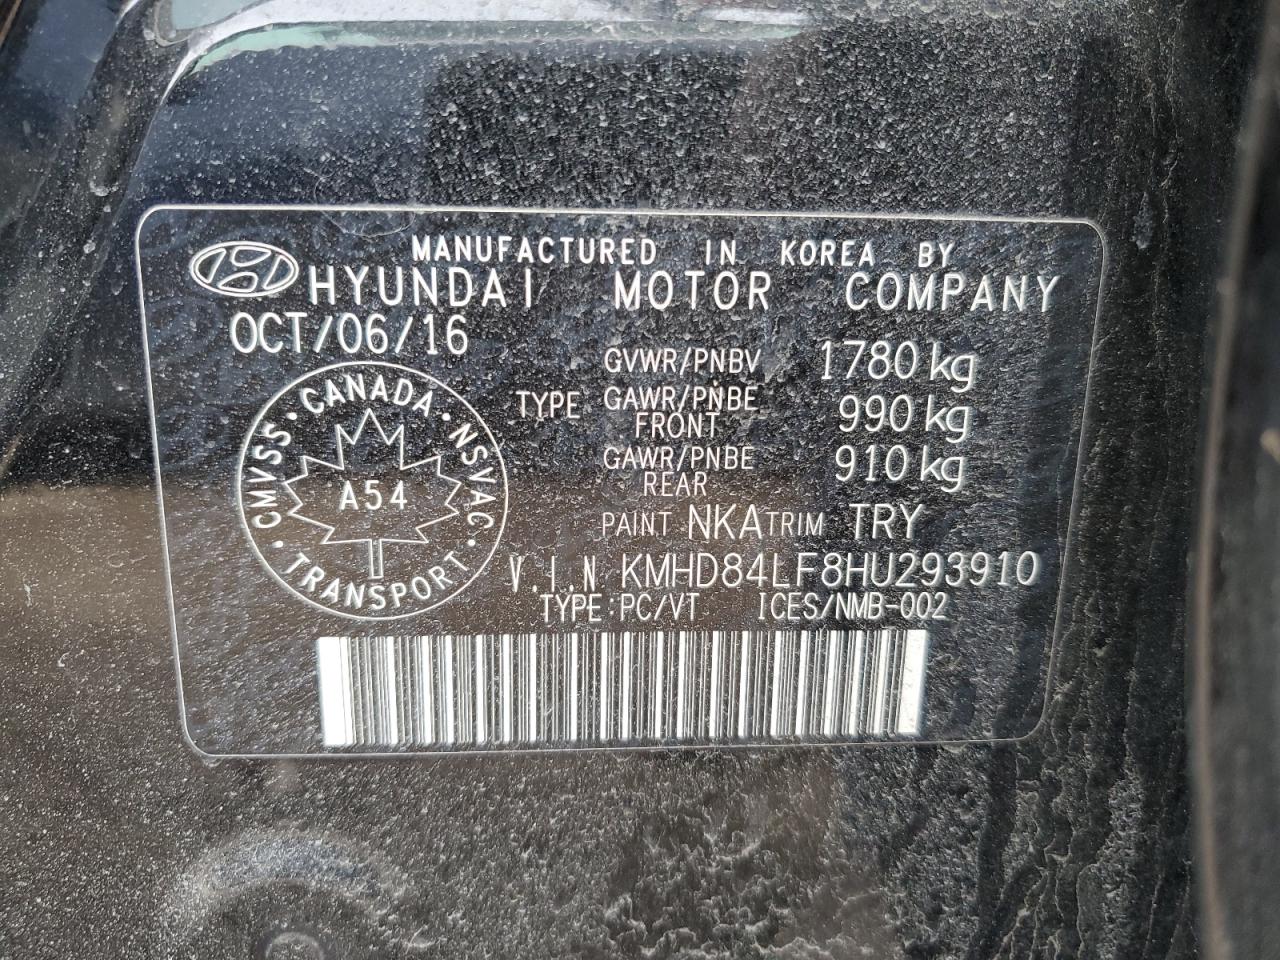 MANUFACTURED IN KOREA BY
HYUNDAI MOTOR COMPANY
OCT/06/16
GVWR/PNBV 1780 kg
TYPE GAWR/PNBE FRONT 990 kg
GAWR/PNBE REAR 910 kg
CMVSS · CANADA · NSVAC · TRANSPORT ·
A54
PAINT NKA TRIM TRY
V.I.N KMHD84LF8HU293910
TYPE:PC/VT ICES/NMB-002